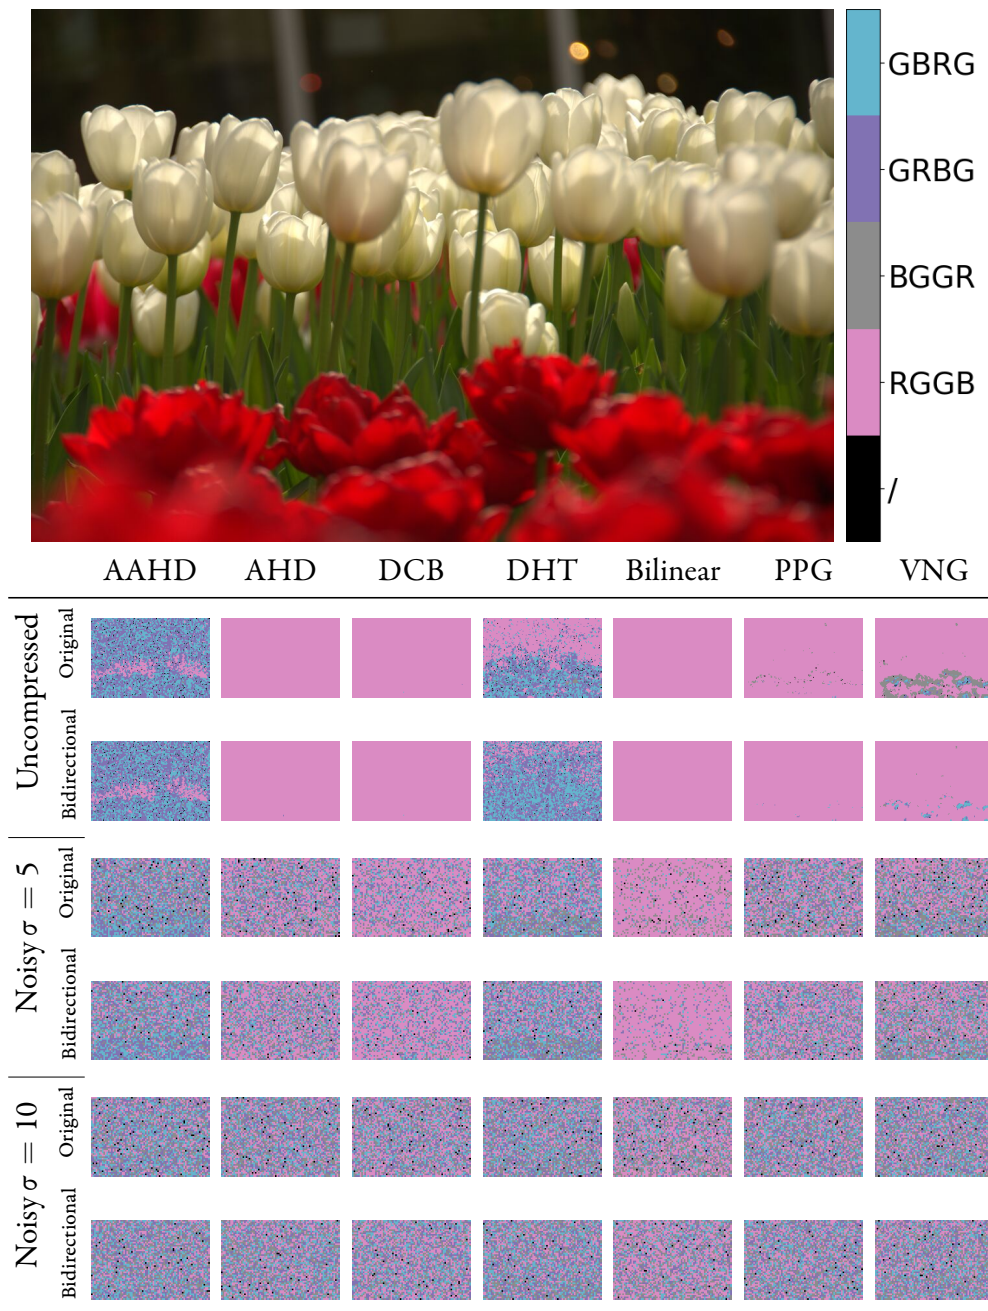 GBRG
GRBG
BGGR
RGGB
/
AAHD AHD DCB DHT Bilinear PPG VNG
Uncompressed
Original
Bidirectional
Noisy σ = 5
Original
Bidirectional
Noisy σ = 10
Original
Bidirectional